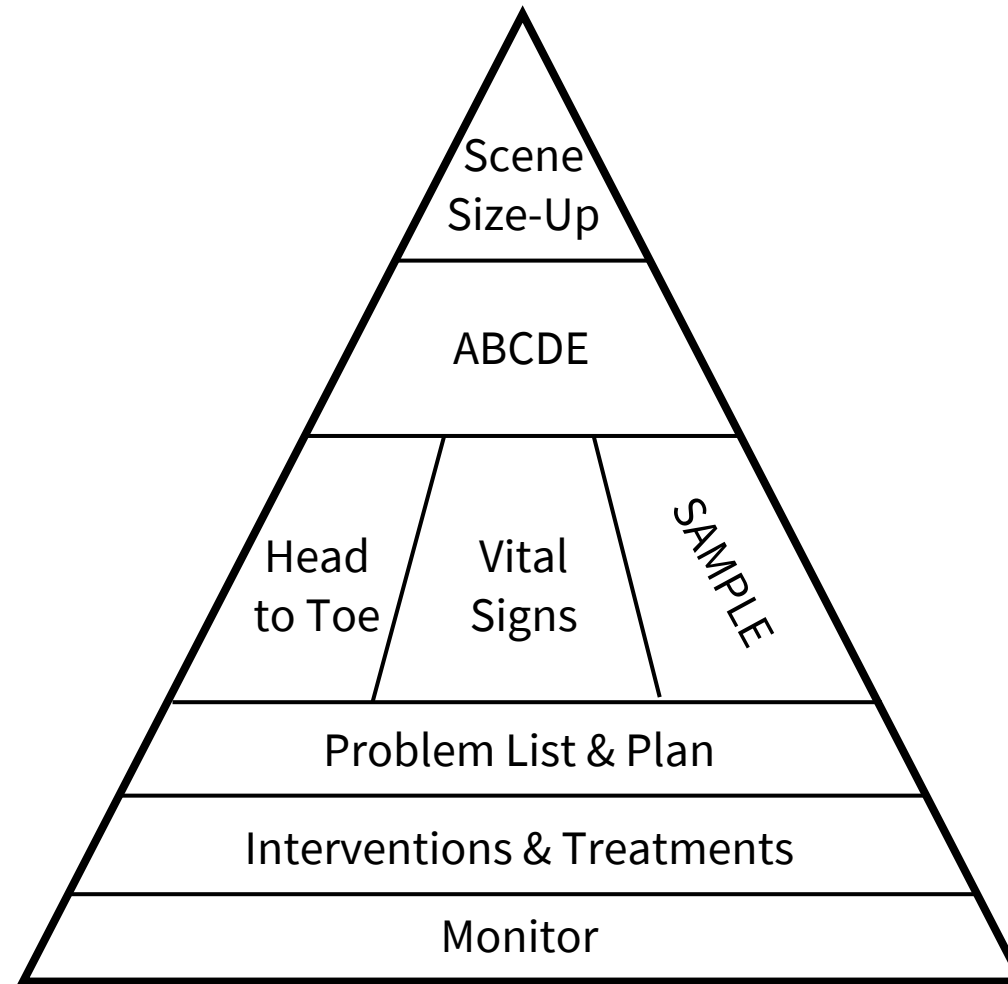 Scene
Size-Up
ABCDE
Head
to Toe
Vital
Signs
SAMPLE
Problem List & Plan
Interventions & Treatments
Monitor